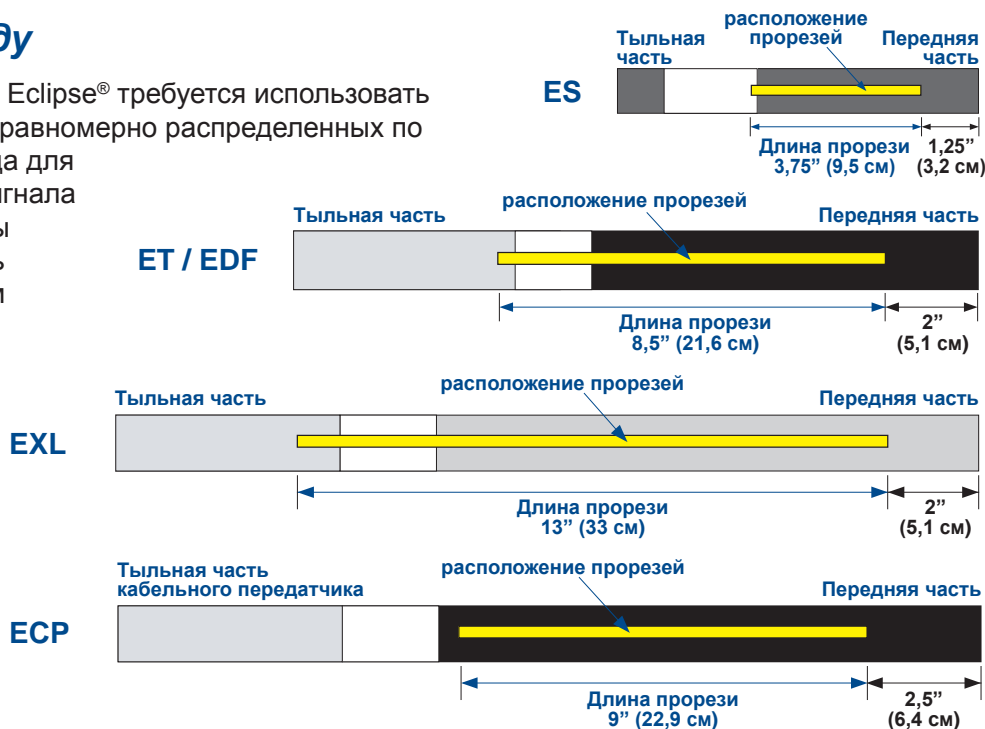 ду
Eclipse® требуется использовать
равномерно распределенных по
да для
гнала
ы
ь
и
ES
Тыльная
часть
расположение
прорезей
Передняя
часть
Длина прорези
3,75” (9,5 см)
1,25”
(3,2 см)
ET / EDF
Тыльная часть
расположение прорезей
Передняя часть
Длина прорези
8,5” (21,6 см)
2”
(5,1 см)
EXL
Тыльная часть
расположение прорезей
Передняя часть
Длина прорези
13” (33 см)
2”
(5,1 см)
ECP
Тыльная часть
кабельного передатчика
расположение прорезей
Передняя часть
Длина прорези
9” (22,9 см)
2,5”
(6,4 см)